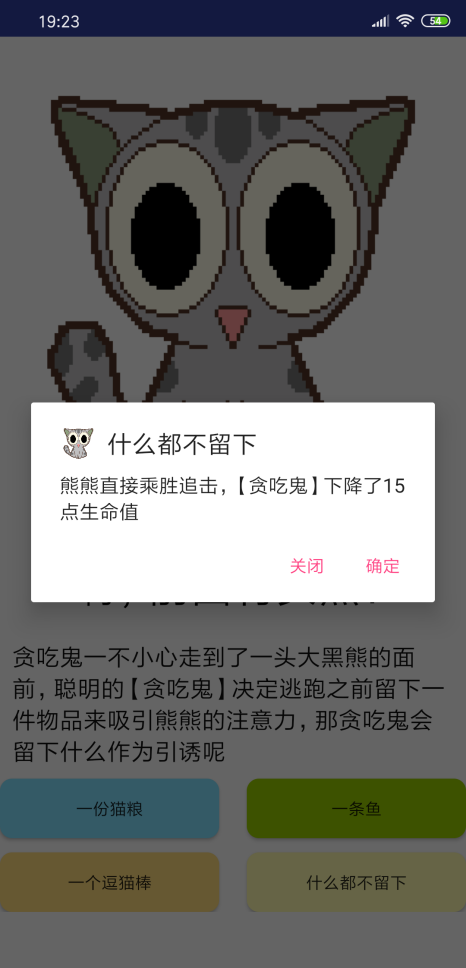 19:23
54
什么都不留下
熊熊直接乘胜追击,【贪吃鬼】下降了15
点生命值
关闭
确定
贪吃鬼一不小心走到了一头大黑熊的面
前,聪明的【贪吃鬼】决定逃跑之前留下一
件物品来吸引熊熊的注意力,那贪吃鬼会
留下什么作为引诱呢
一份猫粮
一条鱼
一个逗猫棒
什么都不留下